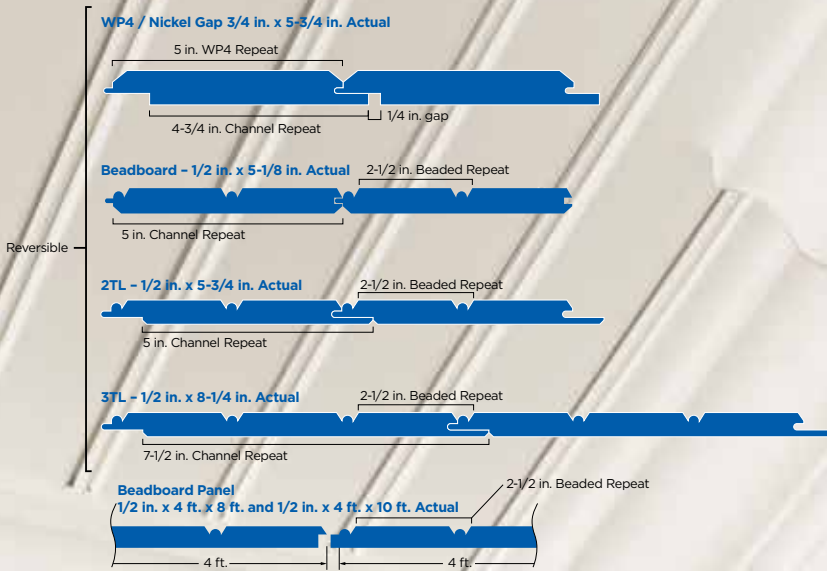 WP4 / Nickel Gap 3/4 in. x 5-3/4 in. Actual
5 in. WP4 Repeat
4-3/4 in. Channel Repeat
1/4 in. gap
Beadboard – 1/2 in. x 5-1/8 in. Actual
2-1/2 in. Beaded Repeat
5 in. Channel Repeat
Reversible
2TL – 1/2 in. x 5-3/4 in. Actual
2-1/2 in. Beaded Repeat
5 in. Channel Repeat
3TL – 1/2 in. x 8-1/4 in. Actual
2-1/2 in. Beaded Repeat
7-1/2 in. Channel Repeat
Beadboard Panel
1/2 in. x 4 ft. x 8 ft. and 1/2 in. x 4 ft. x 10 ft. Actual
2-1/2 in. Beaded Repeat
4 ft.
4 ft.